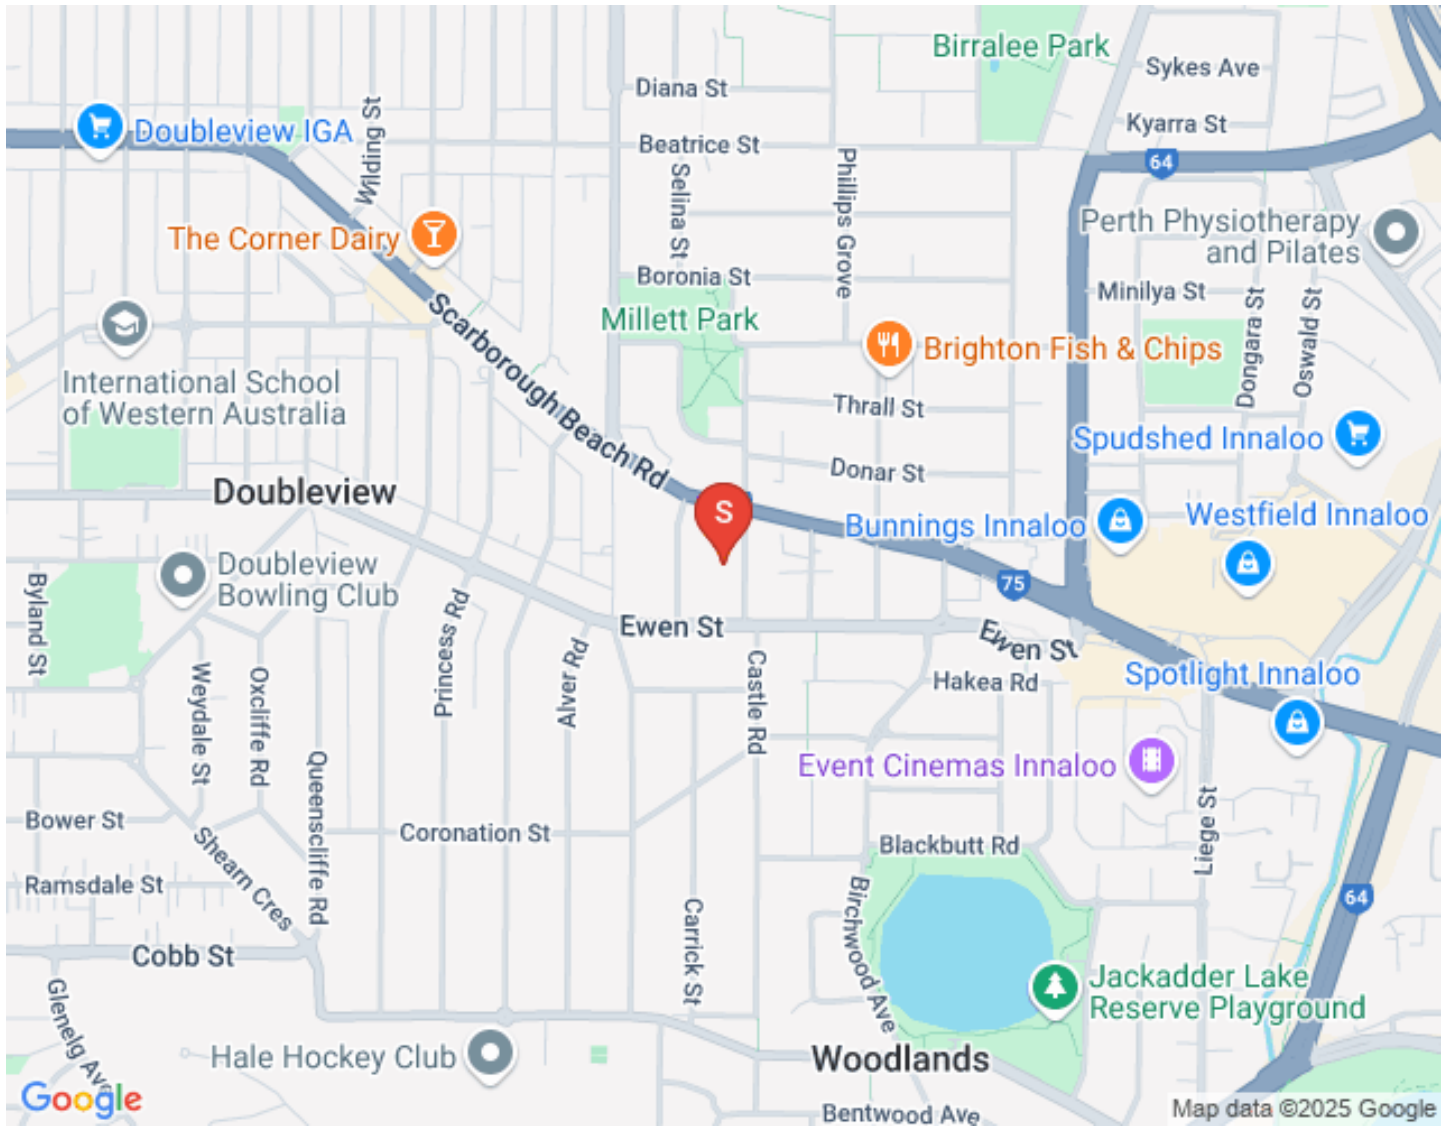 Birralee Park
Sykes Ave
Diana St
Kyarra St
Doubleview IGA
Wilding St
Beatrice St
64
Selina St
Phillips Grove
Perth Physiotherapy
and Pilates
The Corner Dairy
Boronia St
Minilya St
Dongara St
Oswald St
Millett Park
Scarborough Beach Rd
Brighton Fish & Chips
International School
of Western Australia
Thrall St
Spudshed Innaloo
Donar St
Doubleview
S
Bunnings Innaloo
Westfield Innaloo
Doubleview
Bowling Club
75
Byland St
Princess Rd
Ewen St
Ewen St
Alver Rd
Castle Rd
Weydale St
Oxcliffe Rd
Hakea Rd
Spotlight Innaloo
Queenscliffe Rd
Event Cinemas Innaloo
Bower St
Coronation St
Liege St
Shearn Cres
Blackbutt Rd
Ramsdale St
Birchwood Ave
Carrick St
64
Cobb St
Glenelg Ave
Jackadder Lake
Reserve Playground
Hale Hockey Club
Woodlands
Google
Bentwood Ave
Map data ©2025 Google